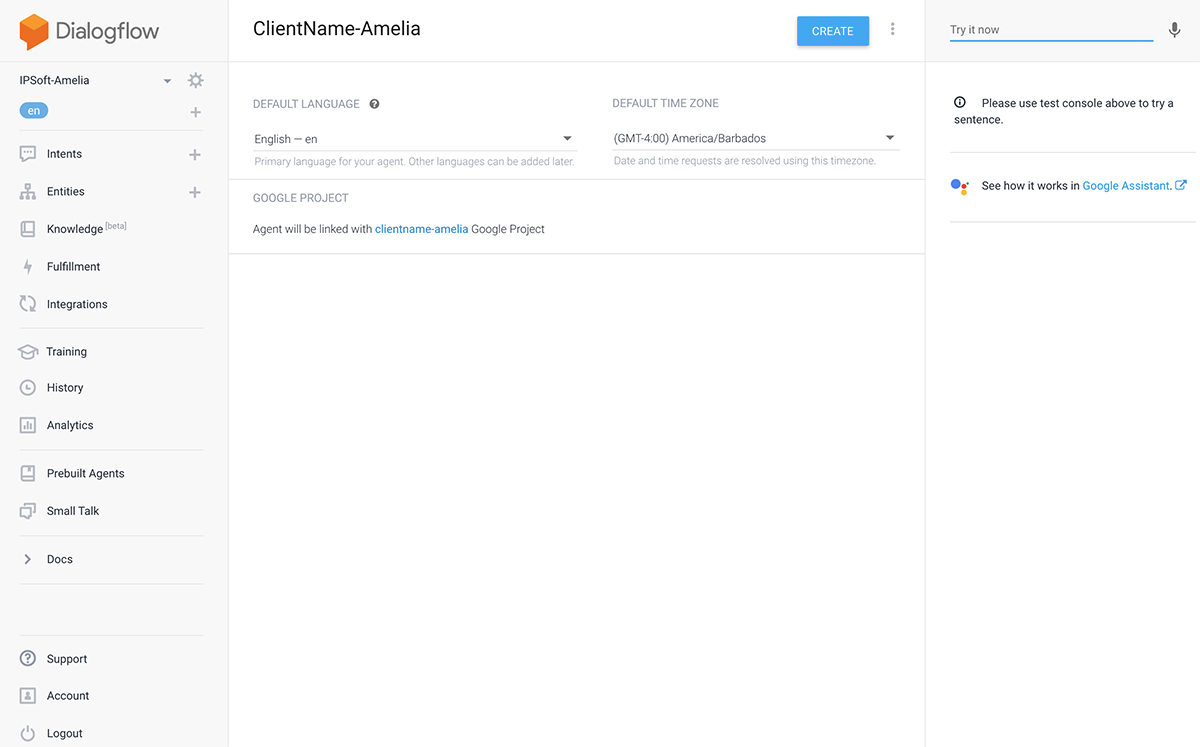 Dialogflow
IPSoft-Amelia
en
Intents
Entities
Knowledge [beta]
Fulfillment
Integrations
Training
History
Analytics
Prebuilt Agents
Small Talk
Docs
Support
Account
Logout
ClientName-Amelia
CREATE
DEFAULT LANGUAGE
English — en
Primary language for your agent. Other languages can be added later.
DEFAULT TIME ZONE
(GMT-4:00) America/Barbados
Date and time requests are resolved using this timezone.
GOOGLE PROJECT
Agent will be linked with clientname-amelia Google Project
Try it now
Please use test console above to try a
sentence.
See how it works in Google Assistant.